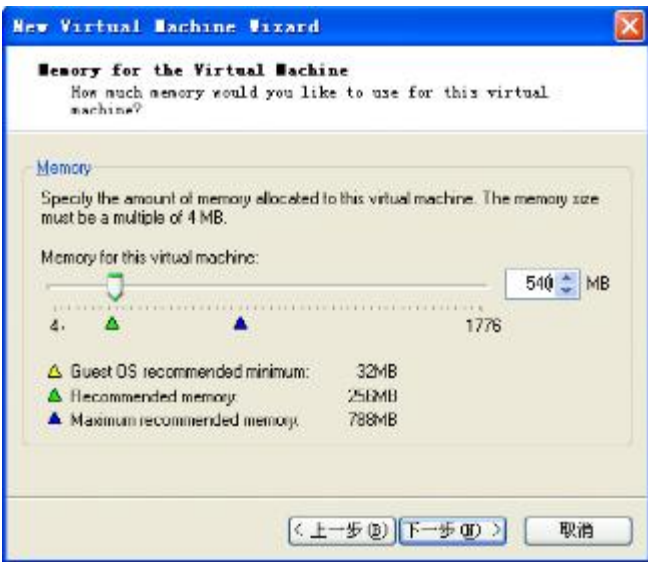 New Virtual Machine Wizard
Memory for the Virtual Machine
How much memory would you like to use for this virtual
machine?
Memory
Specify the amount of memory allocated to this virtual machine. The memory size
must be a multiple of 4 MB.
Memory for this virtual machine:
540 MB
4 1776
Guest OS recommended minimum: 32MB
Recommended memory: 256MB
Maximum recommended memory: 788MB
< 上一步(B) 下一步(N) > 取消